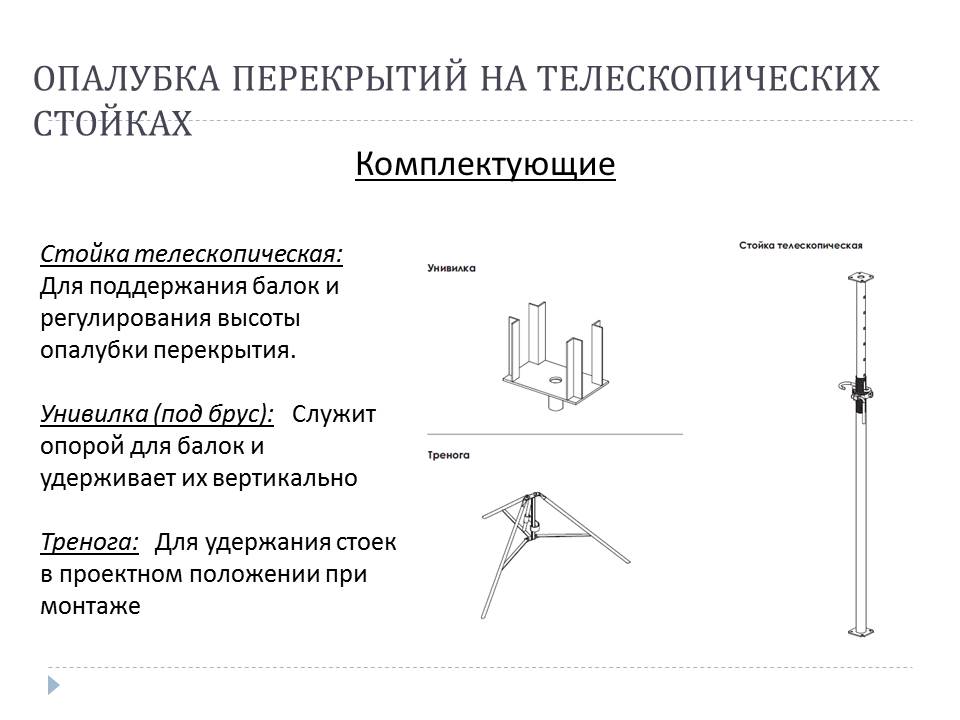 ОПАЛУБКА ПЕРЕКРЫТИЙ НА ТЕЛЕСКОПИЧЕСКИХ
СТОЙКАХ
Комплектующие
Стойка телескопическая:
Для поддержания балок и
регулирования высоты
опалубки перекрытия.
Унивилка (под брус): Служит
опорой для балок и
удерживает их вертикально
Тренога: Для удержания стоек
в проектном положении при
монтаже
Унивилка
Тренога
Стойка телескопическая